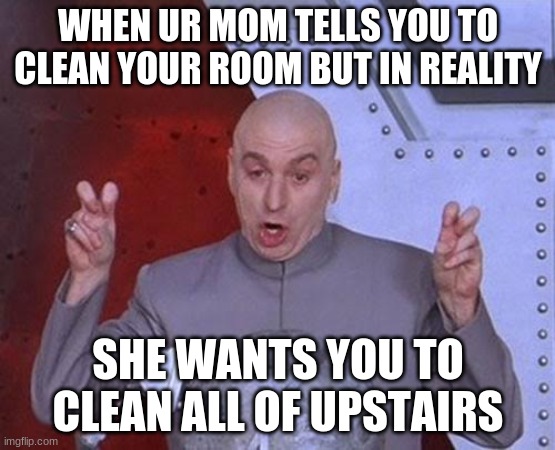 WHEN UR MOM TELLS YOU TO
CLEAN YOUR ROOM BUT IN REALITY
SHE WANTS YOU TO
CLEAN ALL OF UPSTAIRS
imgflip.com